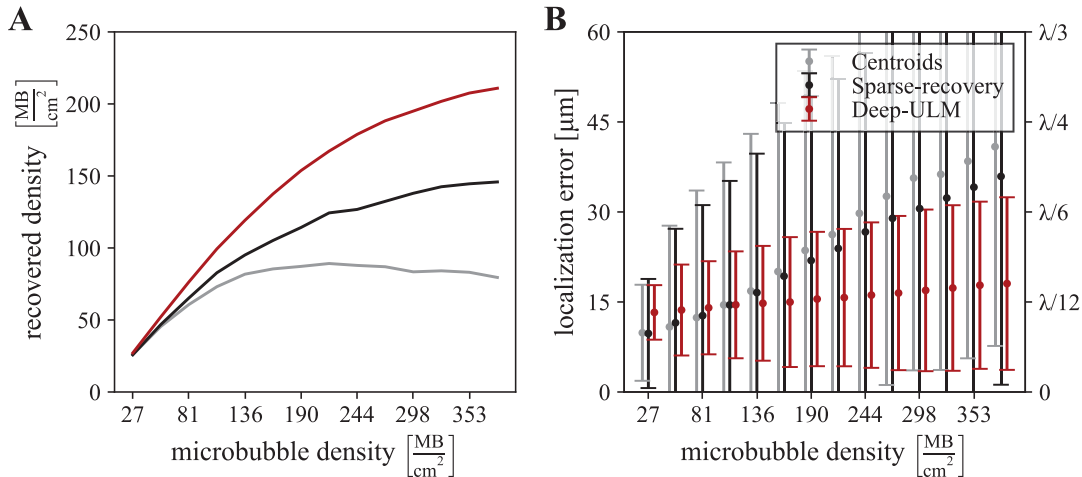 A
250
200
150
100
50
0
recovered density [MB/cm²]
27 81 136 190 244 298 353
microbubble density [MB/cm²]
B
60
45
30
15
0
localization error [μm]
Centroids
Sparse-recovery
Deep-ULM
λ/3
λ/4
λ/6
λ/12
0
27 81 136 190 244 298 353
microbubble density [MB/cm²]